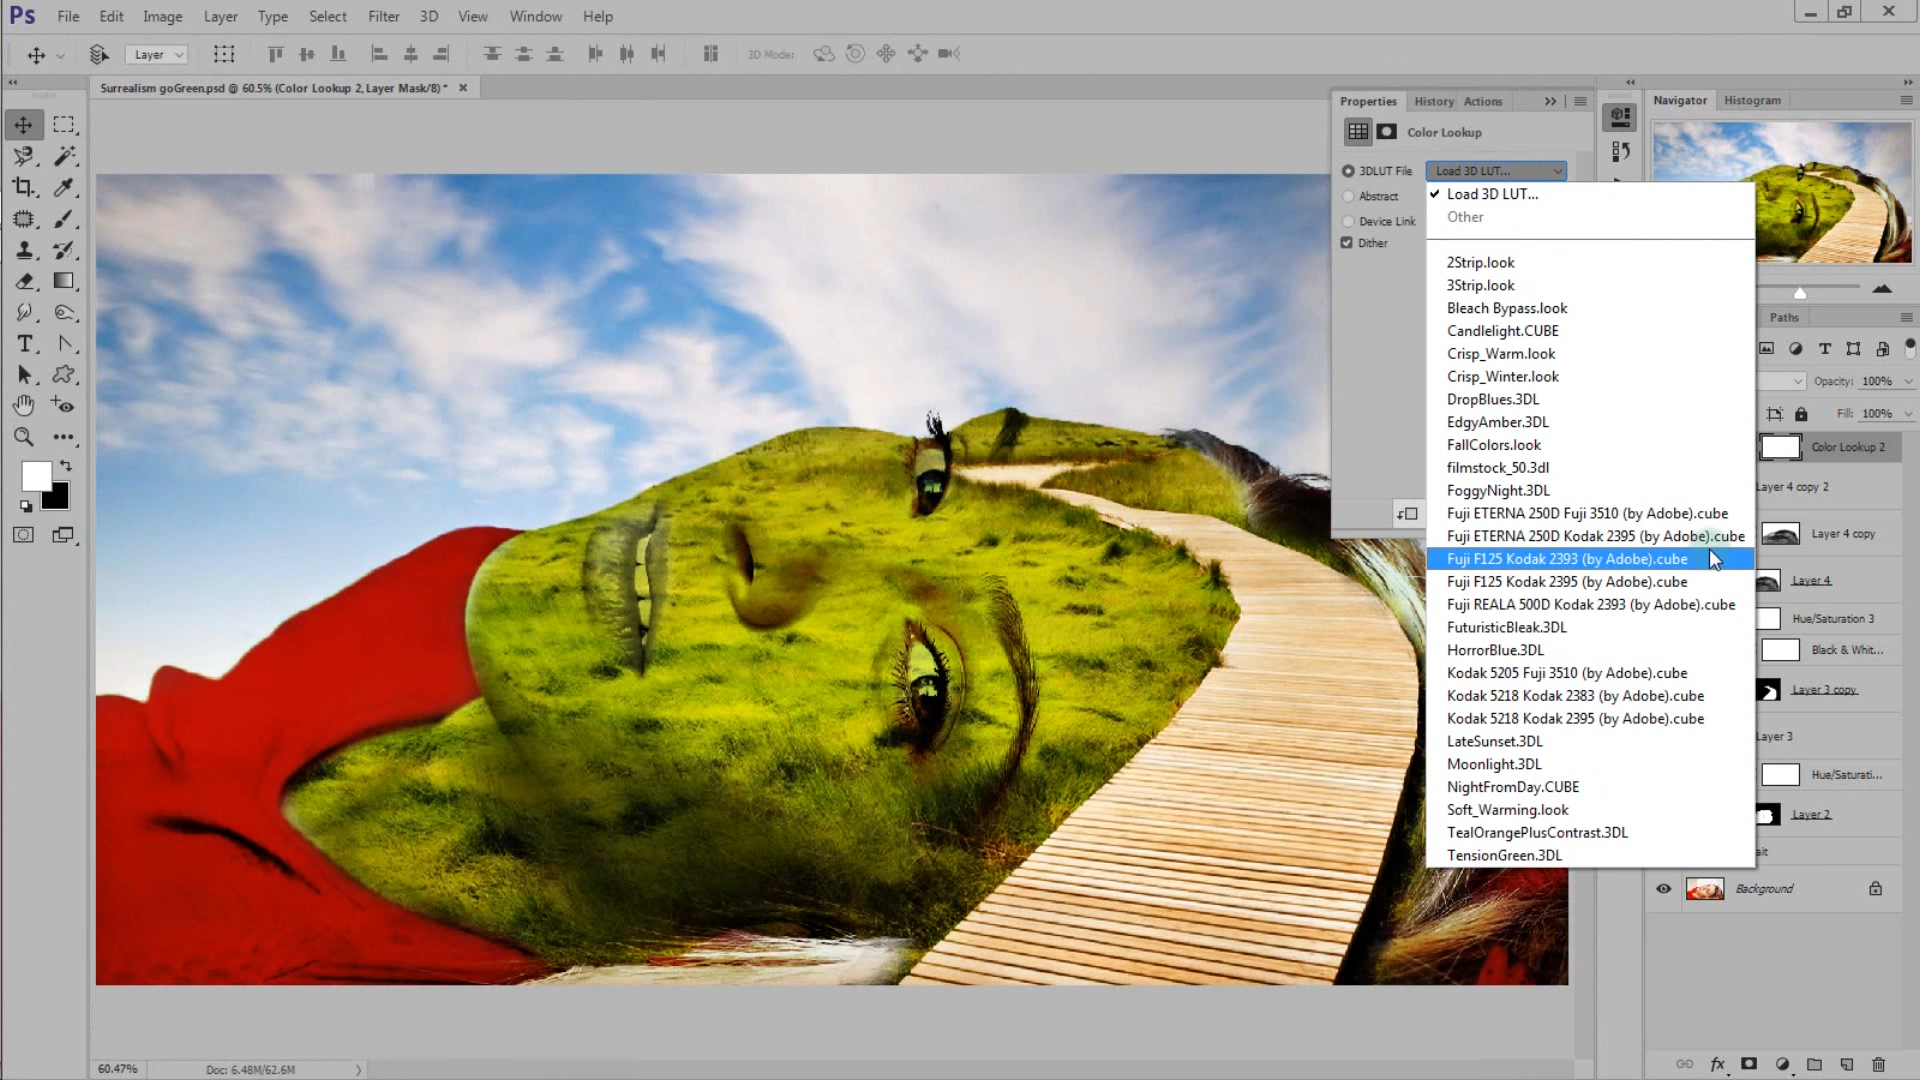 Ps File Edit Image Layer Type Select Filter 3D View Window Help
Layer 3D Mode:
Surrealism goGreen.psd @ 60.5% (Color Lookup 2, Layer Mask/8) *
Properties History Actions
Color Lookup
3DLUT File Load 3D LUT...
Abstract
Device Link
Dither
Load 3D LUT...
Other
2Strip.look
3Strip.look
Bleach Bypass.look
Candlelight.CUBE
Crisp_Warm.look
Crisp_Winter.look
DropBlues.3DL
EdgyAmber.3DL
FallColors.look
filmstock_50.3dl
FoggyNight.3DL
Fuji ETERNA 250D Fuji 3510 (by Adobe).cube
Fuji ETERNA 250D Kodak 2395 (by Adobe).cube
Fuji F125 Kodak 2393 (by Adobe).cube
Fuji F125 Kodak 2395 (by Adobe).cube
Fuji REALA 500D Kodak 2393 (by Adobe).cube
FuturisticBleak.3DL
HorrorBlue.3DL
Kodak 5205 Fuji 3510 (by Adobe).cube
Kodak 5218 Kodak 2383 (by Adobe).cube
Kodak 5218 Kodak 2395 (by Adobe).cube
LateSunset.3DL
Moonlight.3DL
NightFromDay.CUBE
Soft_Warming.look
TealOrangePlusContrast.3DL
TensionGreen.3DL
Navigator Histogram
Paths
Opacity: 100%
Fill: 100%
Color Lookup 2
Layer 4 copy 2
Layer 4 copy
Layer 4
Hue/Saturation 3
Black & Whit...
Layer 3 copy
Layer 3
Hue/Saturati...
Layer 2
Background
fx
60.47% Doc: 6.48M/62.6M